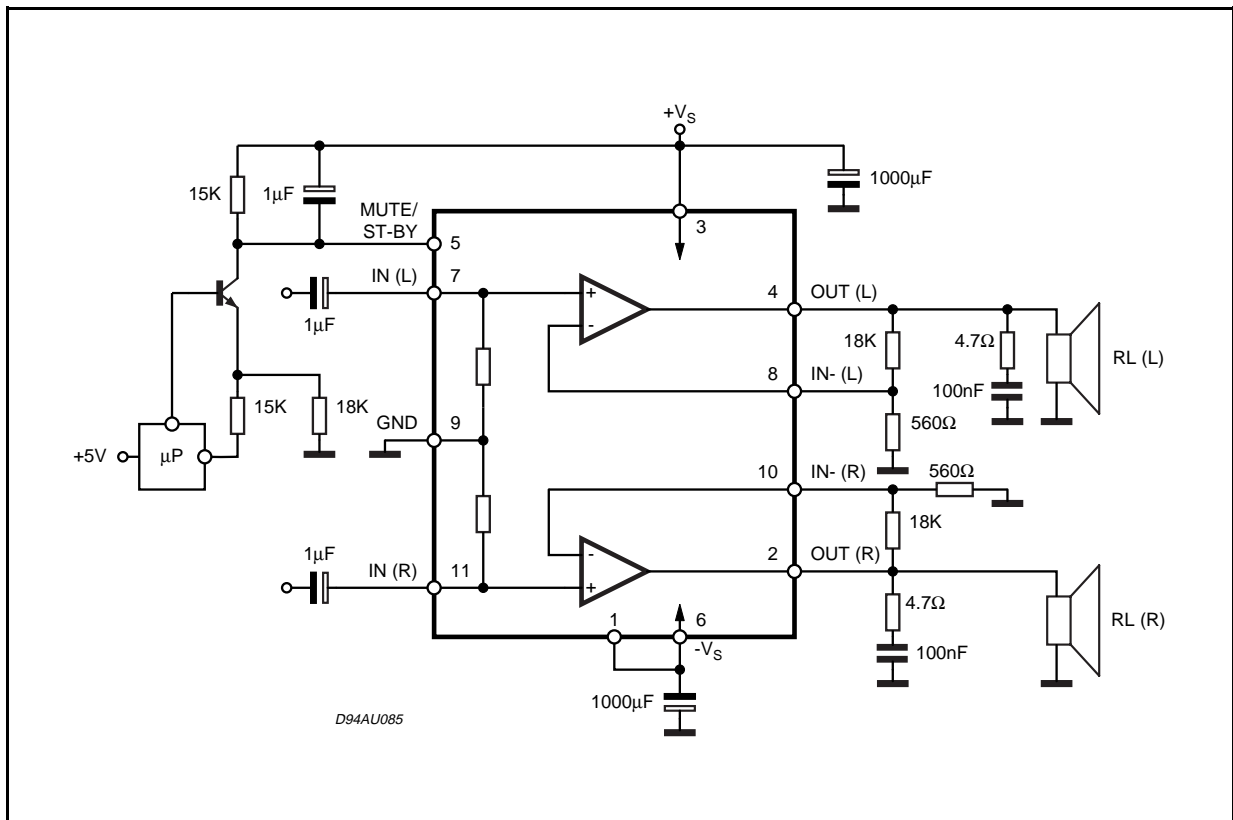 +VS
15K
1μF
1000μF
MUTE/
ST-BY
5
3
IN (L)
7
1μF
4
OUT (L)
18K
4.7Ω
RL (L)
8
IN- (L)
100nF
15K
18K
GND
9
560Ω
+5V
μP
10
IN- (R)
560Ω
18K
1μF
IN (R)
11
2
OUT (R)
4.7Ω
RL (R)
1
6
-VS
100nF
1000μF
D94AU085
+
-
-
+